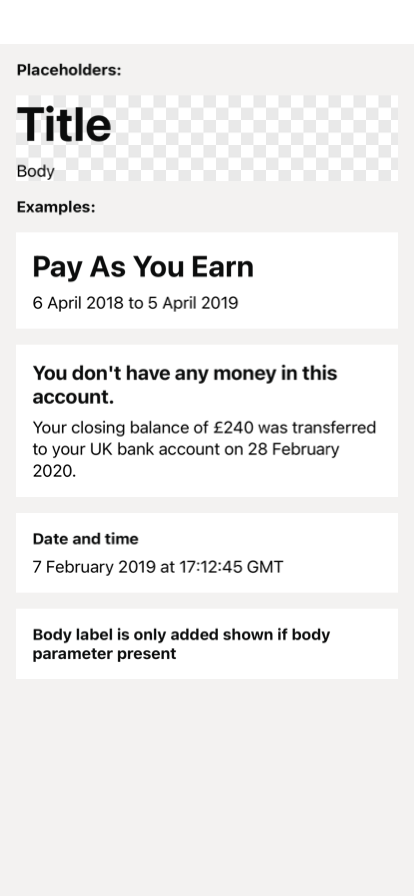 Placeholders:
Title
Body
Examples:
Pay As You Earn
6 April 2018 to 5 April 2019
You don't have any money in this
account.
Your closing balance of £240 was transferred
to your UK bank account on 28 February
2020.
Date and time
7 February 2019 at 17:12:45 GMT
Body label is only added shown if body
parameter present